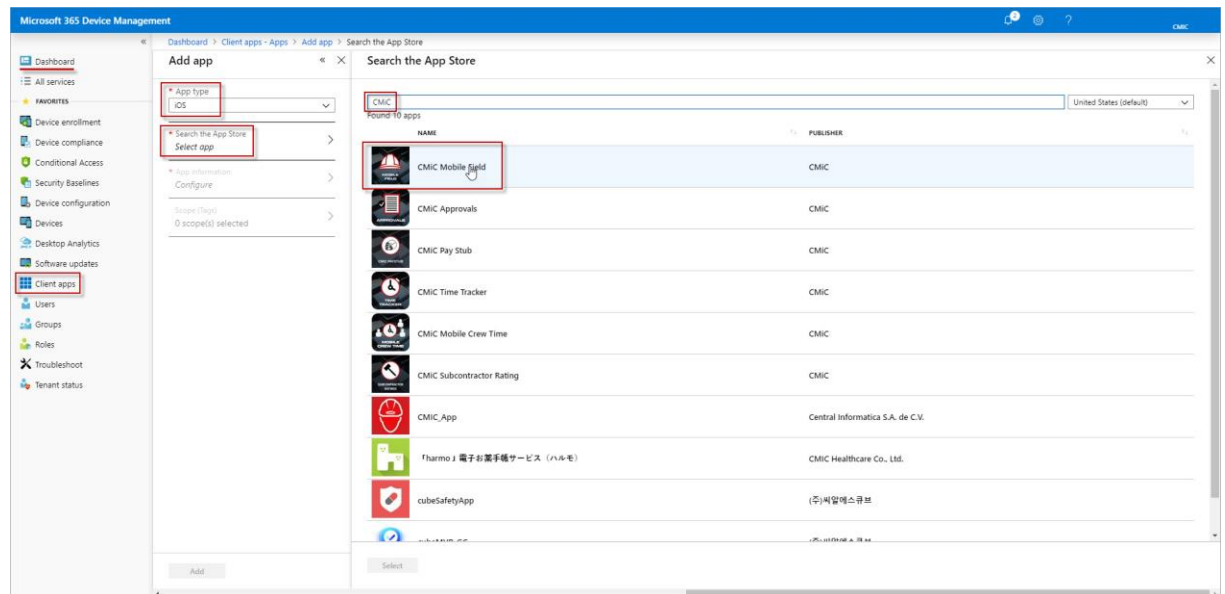 Microsoft 365 Device Management
2
?
CMiC
«
Dashboard > Client apps - Apps > Add app > Search the App Store
Dashboard
All services
FAVORITES
Device enrollment
Device compliance
Conditional Access
Security Baselines
Device configuration
Devices
Desktop Analytics
Software updates
Client apps
Users
Groups
Roles
Troubleshoot
Tenant status
Add app
«
* App type
iOS
* Search the App Store
Select app
* App information
Configure
Scope (Tags)
0 scope(s) selected
Add
Search the App Store
CMiC
United States (default)
Found 10 apps
NAME PUBLISHER
CMiC Mobile Field CMiC
CMiC Approvals CMiC
CMiC Pay Stub CMiC
CMiC Time Tracker CMiC
CMiC Mobile Crew Time CMiC
CMiC Subcontractor Rating CMiC
CMIC_App Central Informatica S.A. de C.V.
「harmo」電子お薬手帳サービス（ハルモ） CMIC Healthcare Co., Ltd.
cubeSafetyApp (주)씨알에스큐브
Select